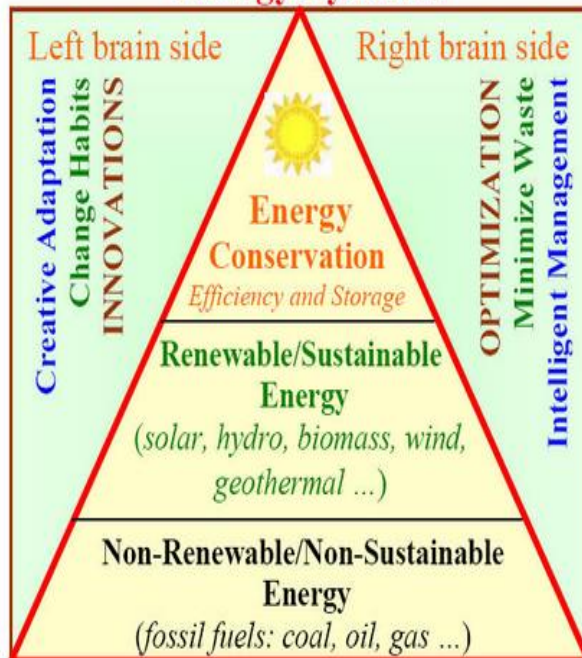 Left brain side
Right brain side
Creative Adaptation
Change Habits
INNOVATIONS
Energy
Conservation
Efficiency and Storage
OPTIMIZATION
Minimize Waste
Intelligent Management
Renewable/Sustainable
Energy
(solar, hydro, biomass, wind,
geothermal ...)
Non-Renewable/Non-Sustainable
Energy
(fossil fuels: coal, oil, gas ...)